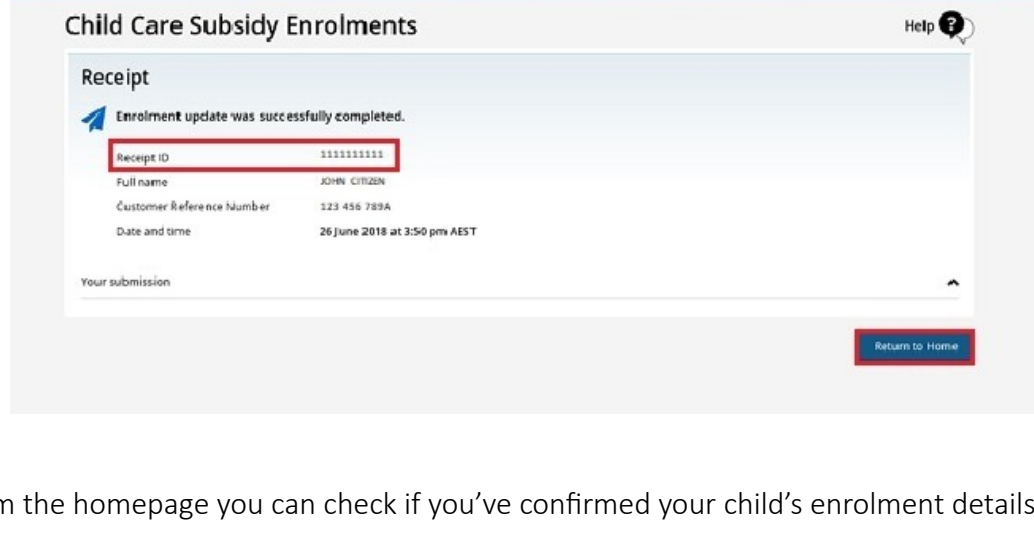 Child Care Subsidy Enrolments Help ?
Receipt
Enrolment update was successfully completed.
Receipt ID 1111111111
Full name JOHN CITIZEN
Customer Reference Number 123 456 789A
Date and time 26 June 2018 at 3:50 pm AEST
Your submission
Return to Home
m the homepage you can check if you’ve confirmed your child’s enrolment details